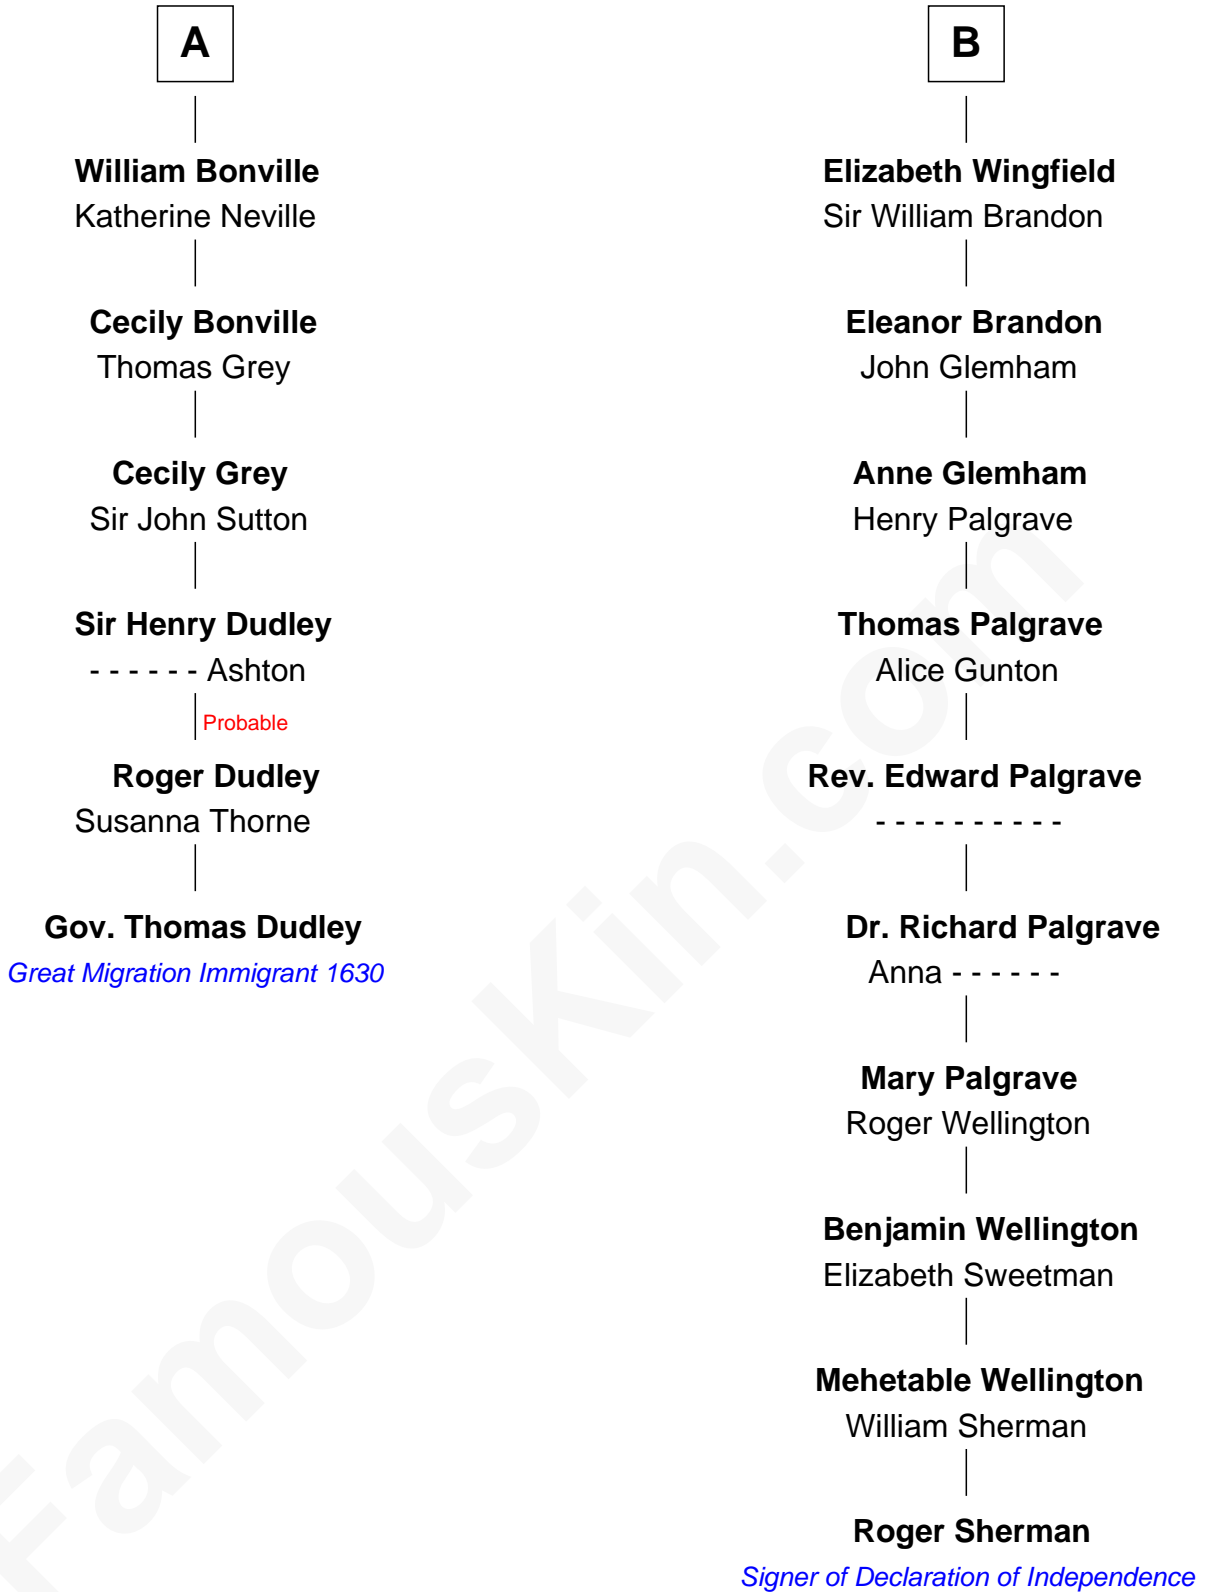 A
William Bonville
Katherine Neville
Cecily Bonville
Thomas Grey
Cecily Grey
Sir John Sutton
Sir Henry Dudley
- - - - - - Ashton
Probable
Roger Dudley
Susanna Thorne
Gov. Thomas Dudley
Great Migration Immigrant 1630
B
Elizabeth Wingfield
Sir William Brandon
Eleanor Brandon
John Glemham
Anne Glemham
Henry Palgrave
Thomas Palgrave
Alice Gunton
Rev. Edward Palgrave
- - - - - - - - - -
Dr. Richard Palgrave
Anna - - - - - -
Mary Palgrave
Roger Wellington
Benjamin Wellington
Elizabeth Sweetman
Mehetable Wellington
William Sherman
Roger Sherman
Signer of Declaration of Independence
FamousKin.com